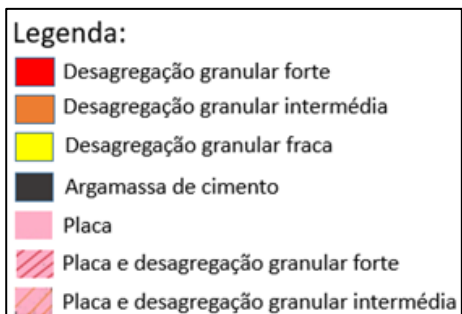 Legenda:
Desagregação granular forte
Desagregação granular intermédia
Desagregação granular fraca
Argamassa de cimento
Placa
Placa e desagregação granular forte
Placa e desagregação granular intermédia